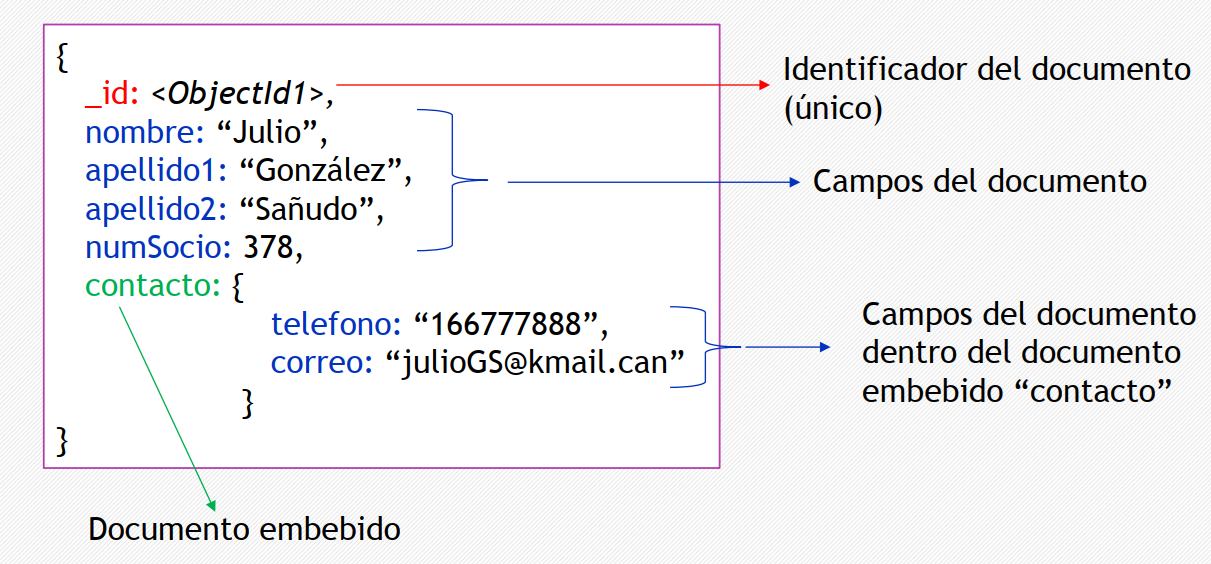 {
_id: <ObjectId1>,
nombre: “Julio”,
apellido1: “González”,
apellido2: “Sañudo”,
numSocio: 378,
contacto: {
telefono: “166777888”,
correo: “julioGS@kmail.can”
}
}
Identificador del documento
(único)
Campos del documento
Campos del documento
dentro del documento
embebido “contacto”
Documento embebido